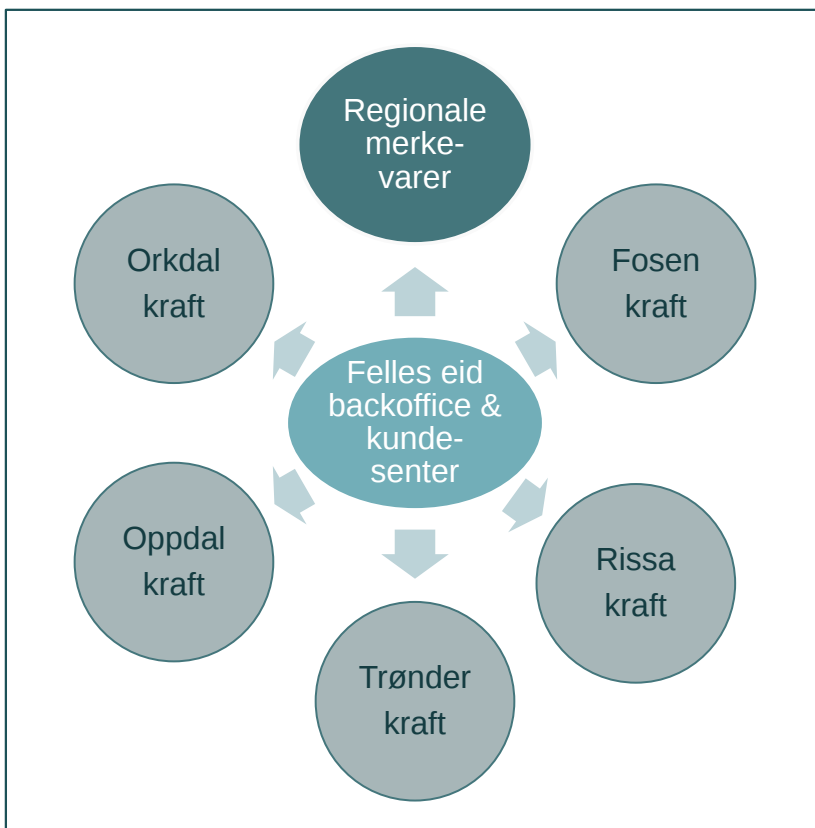 Regionale
merke-
varer
Orkdal
kraft
Fosen
kraft
Felles eid
backoffice &
kunde-
senter
Oppdal
kraft
Rissa
kraft
Trønder
kraft